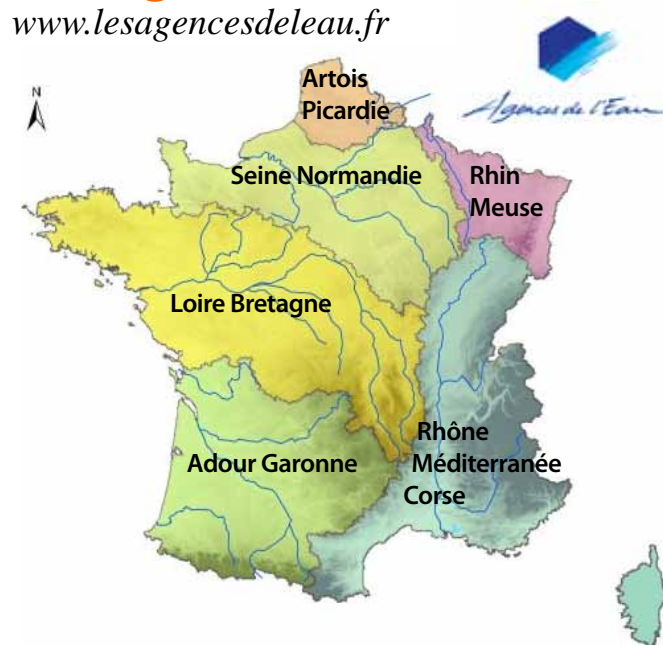 www.lesagencesdeleau.fr
Agences de l'Eau
N
Artois
Picardie
Seine Normandie
Rhin
Meuse
Loire Bretagne
Adour Garonne
Rhône
Méditerranée
Corse